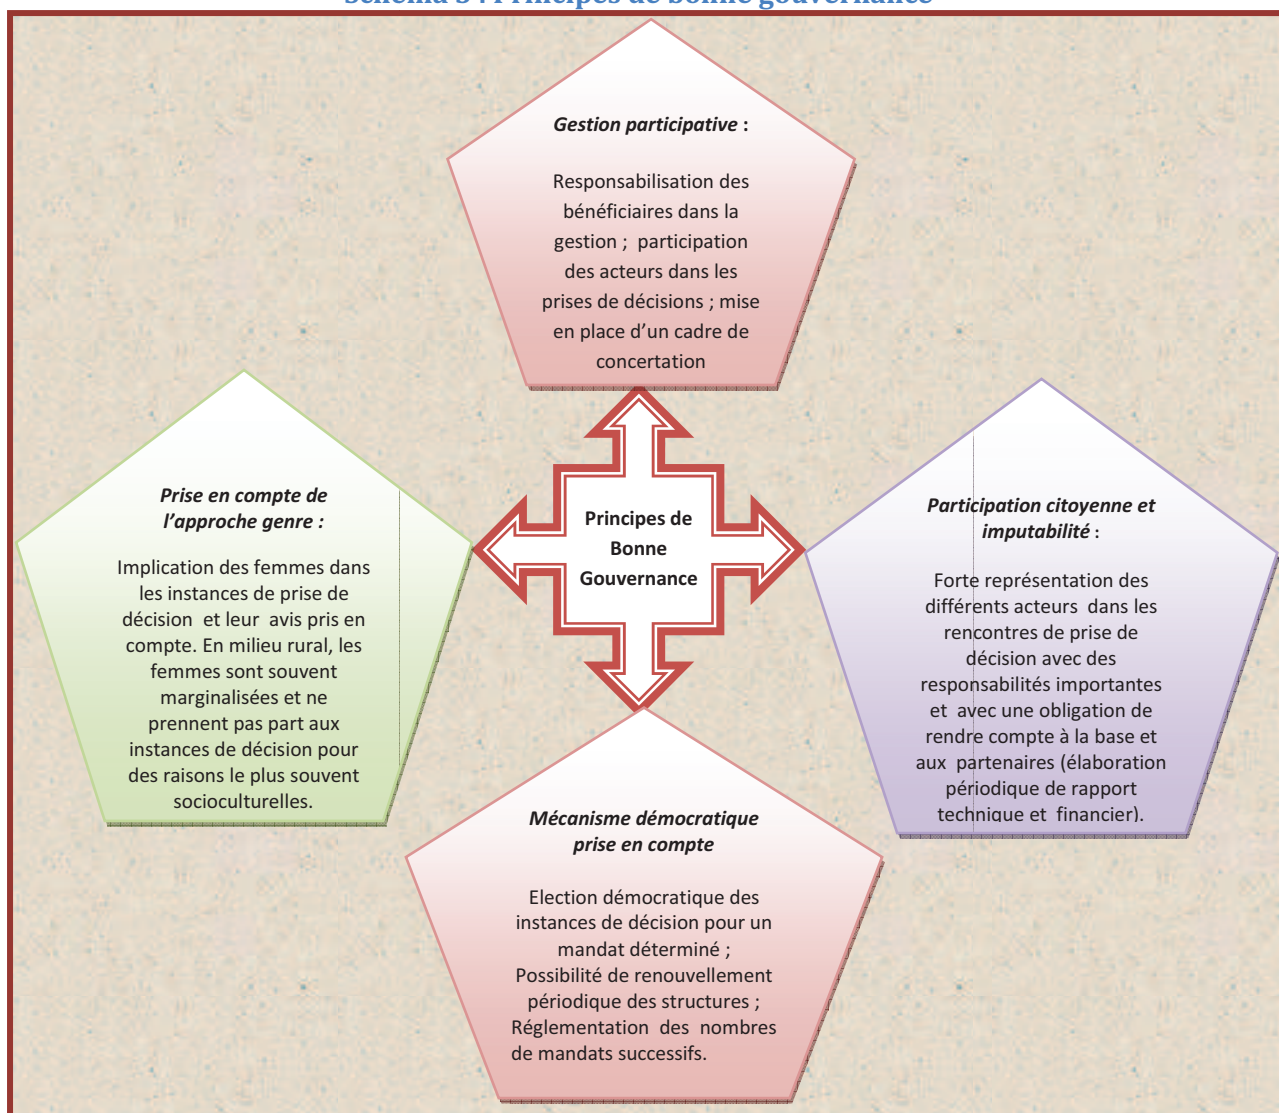 Schéma 3 : Principes de bonne gouvernance
Gestion participative :
Responsabilisation des
bénéficiaires dans la
gestion ; participation
des acteurs dans les
prises de décisions ; mise
en place d’un cadre de
concertation
Prise en compte de
l’approche genre :
Implication des femmes dans
les instances de prise de
décision et leur avis pris en
compte. En milieu rural, les
femmes sont souvent
marginalisées et ne
prennent pas part aux
instances de décision pour
des raisons le plus souvent
socioculturelles.
Principes de
Bonne
Gouvernance
Participation citoyenne et
imputabilité :
Forte représentation des
différents acteurs dans les
rencontres de prise de
décision avec des
responsabilités importantes
et avec une obligation de
rendre compte à la base et
aux partenaires (élaboration
périodique de rapport
technique et financier).
Mécanisme démocratique
prise en compte
Election démocratique des
instances de décision pour un
mandat déterminé ;
Possibilité de renouvellement
périodique des structures ;
Réglementation des nombres
de mandats successifs.